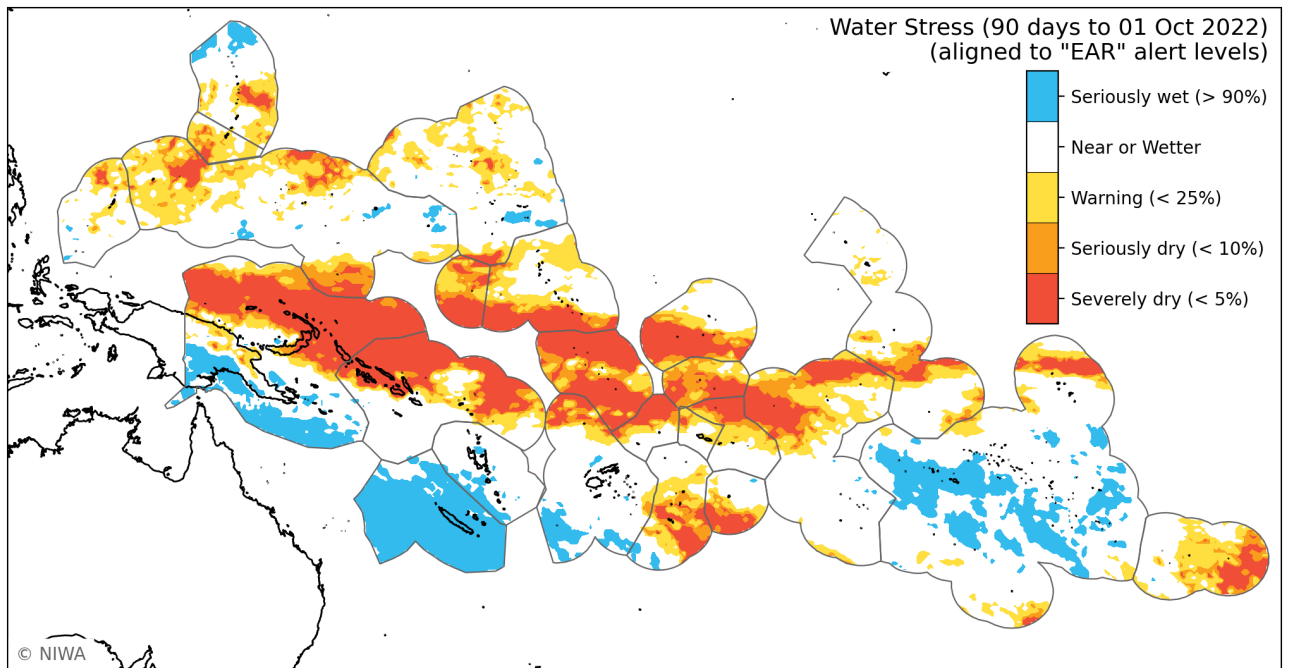 Water Stress (90 days to 01 Oct 2022)
(aligned to "EAR" alert levels)
Seriously wet (> 90%)
Near or Wetter
Warning (< 25%)
Seriously dry (< 10%)
Severely dry (< 5%)
© NIWA